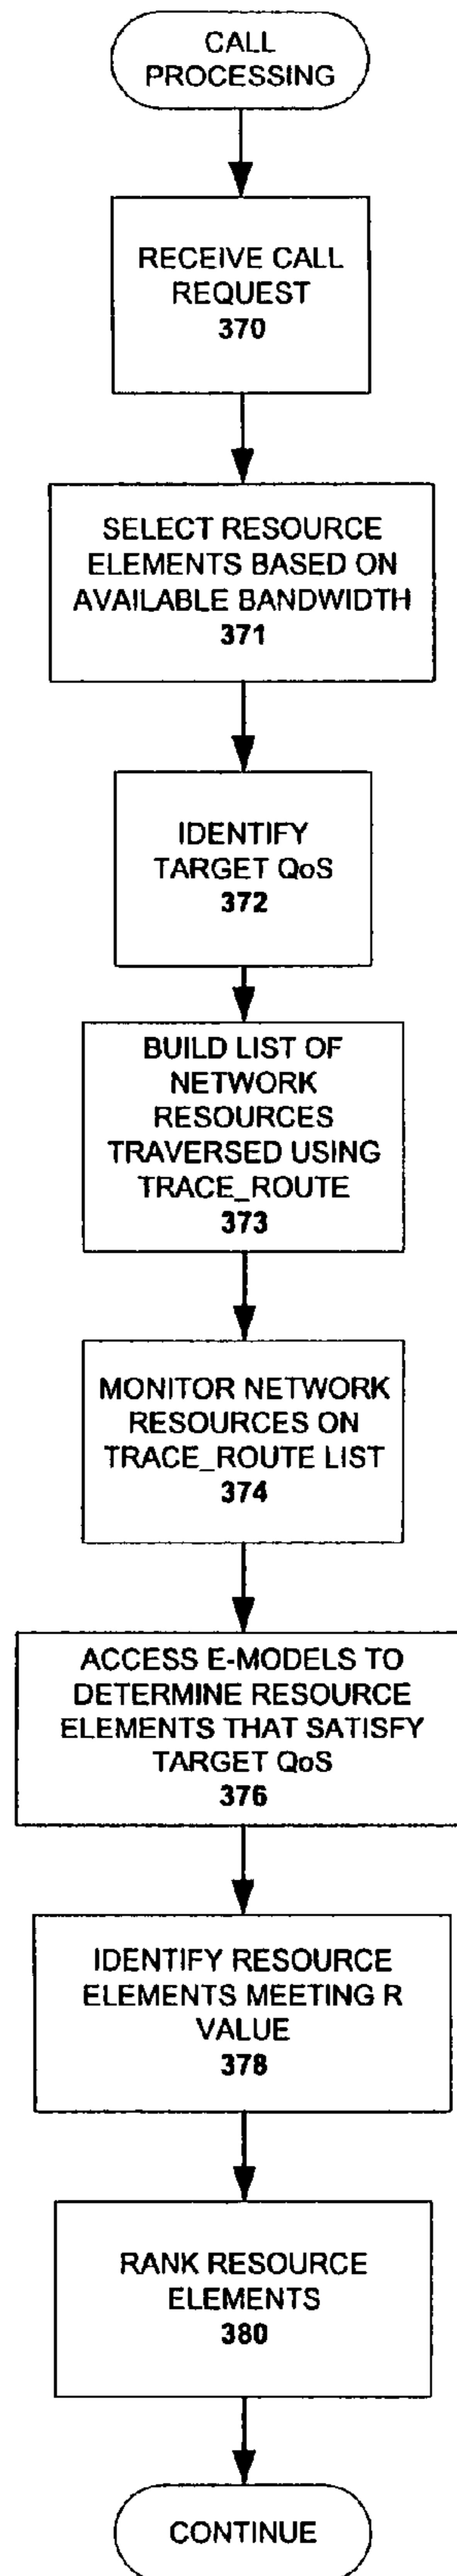 CALL
PROCESSING
RECEIVE CALL
REQUEST
370
SELECT RESOURCE
ELEMENTS BASED ON
AVAILABLE BANDWIDTH
371
IDENTIFY
TARGET QoS
372
BUILD LIST OF
NETWORK
RESOURCES
TRAVERSED USING
TRACE_ROUTE
373
MONITOR NETWORK
RESOURCES ON
TRACE_ROUTE LIST
374
ACCESS E-MODELS TO
DETERMINE RESOURCE
ELEMENTS THAT SATISFY
TARGET QoS
376
IDENTIFY RESOURCE
ELEMENTS MEETING R
VALUE
378
RANK RESOURCE
ELEMENTS
380
CONTINUE